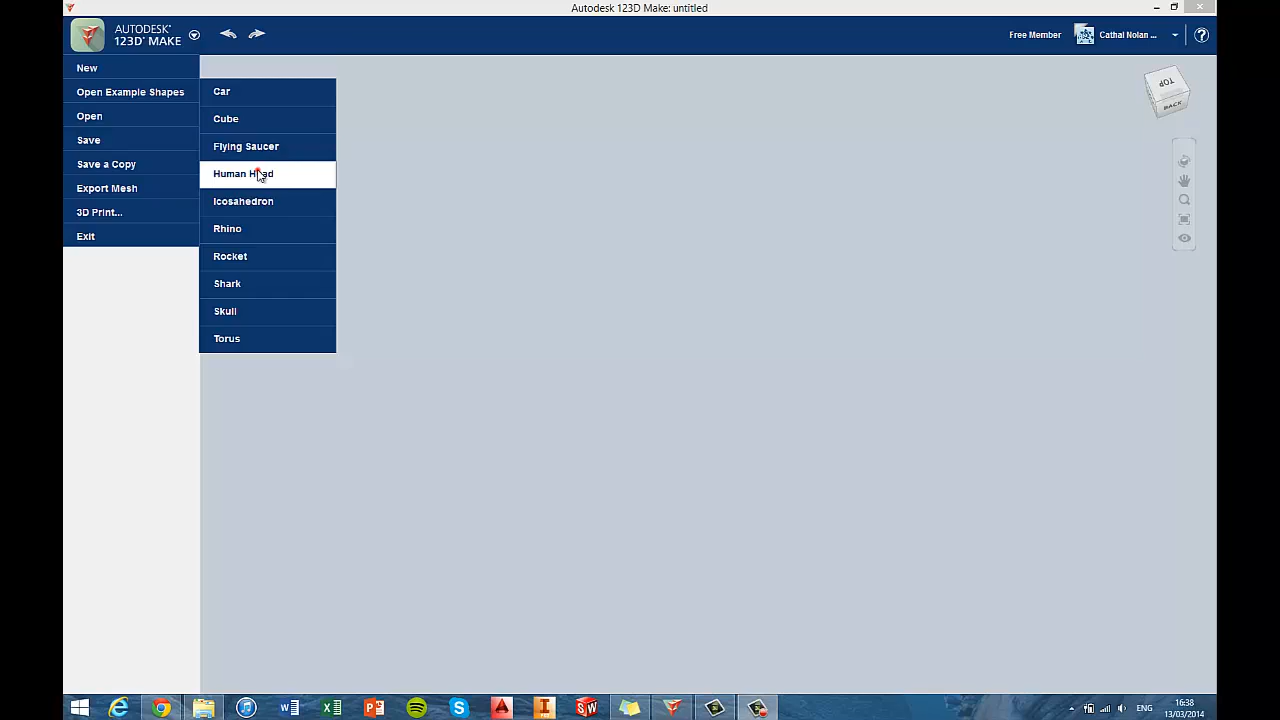 Autodesk 123D Make: untitled
AUTODESK®
123D® MAKE
Free Member
Cathal Nolan ...
New
Open Example Shapes
Open
Save
Save a Copy
Export Mesh
3D Print...
Exit
Car
Cube
Flying Saucer
Human Head
Icosahedron
Rhino
Rocket
Shark
Skull
Torus
TOP
BACK
ENG
16:38
13/03/2014